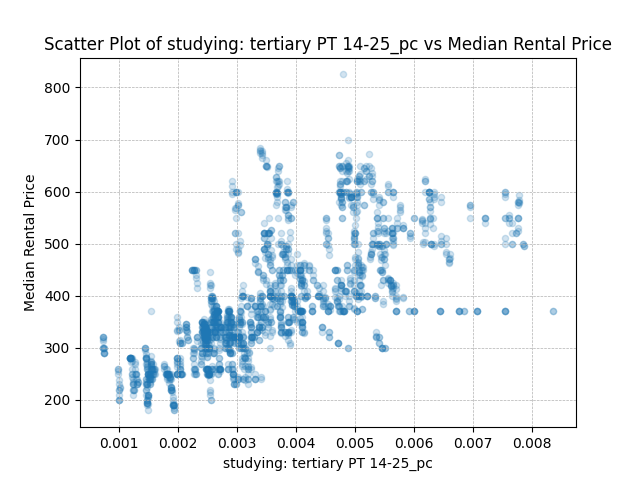 Scatter Plot of studying: tertiary PT 14-25_pc vs Median Rental Price
800
700
600
500
400
300
200
Median Rental Price
0.001 0.002 0.003 0.004 0.005 0.006 0.007 0.008
studying: tertiary PT 14-25_pc